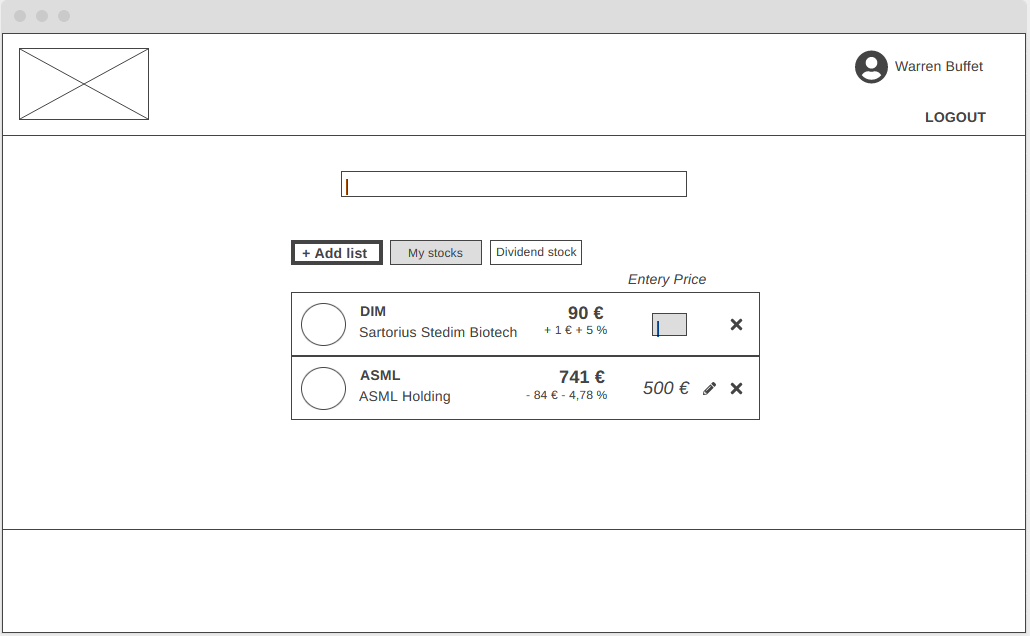 Warren Buffet
LOGOUT
+ Add list
My stocks
Dividend stock
Entery Price
DIM
90 €
Sartorius Stedim Biotech
+ 1 € + 5 %
ASML
741 €
ASML Holding
- 84 € - 4,78 %
500 €